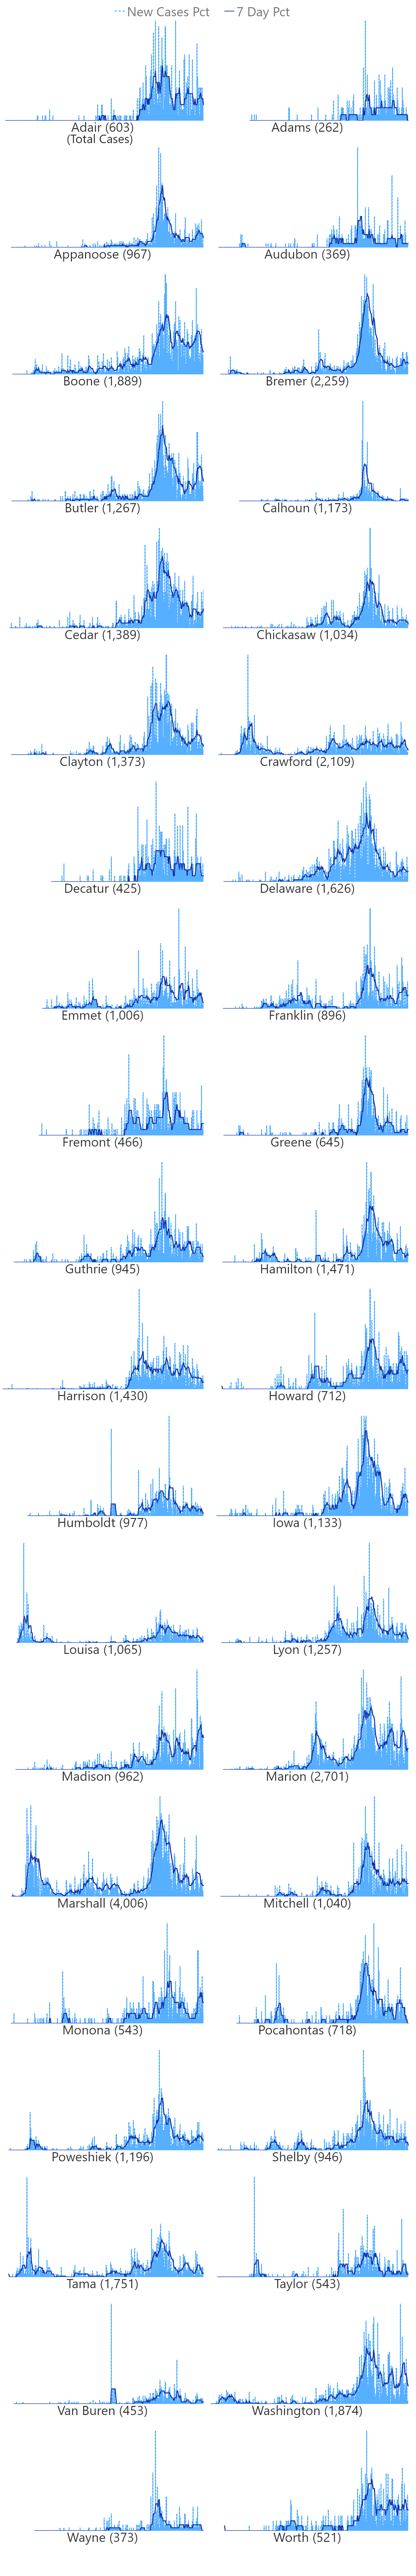 New Cases Pct 7 Day Pct
Adair (603) Adams (262)
(Total Cases)
Appanoose (967) Audubon (369)
Boone (1,889) Bremer (2,259)
Butler (1,267) Calhoun (1,173)
Cedar (1,389) Chickasaw (1,034)
Clayton (1,373) Crawford (2,109)
Decatur (425) Delaware (1,626)
Emmet (1,006) Franklin (896)
Fremont (466) Greene (645)
Guthrie (945) Hamilton (1,471)
Harrison (1,430) Howard (712)
Humboldt (977) Iowa (1,133)
Louisa (1,065) Lyon (1,257)
Madison (962) Marion (2,701)
Marshall (4,006) Mitchell (1,040)
Monona (543) Pocahontas (718)
Poweshiek (1,196) Shelby (946)
Tama (1,751) Taylor (543)
Van Buren (453) Washington (1,874)
Wayne (373) Worth (521)